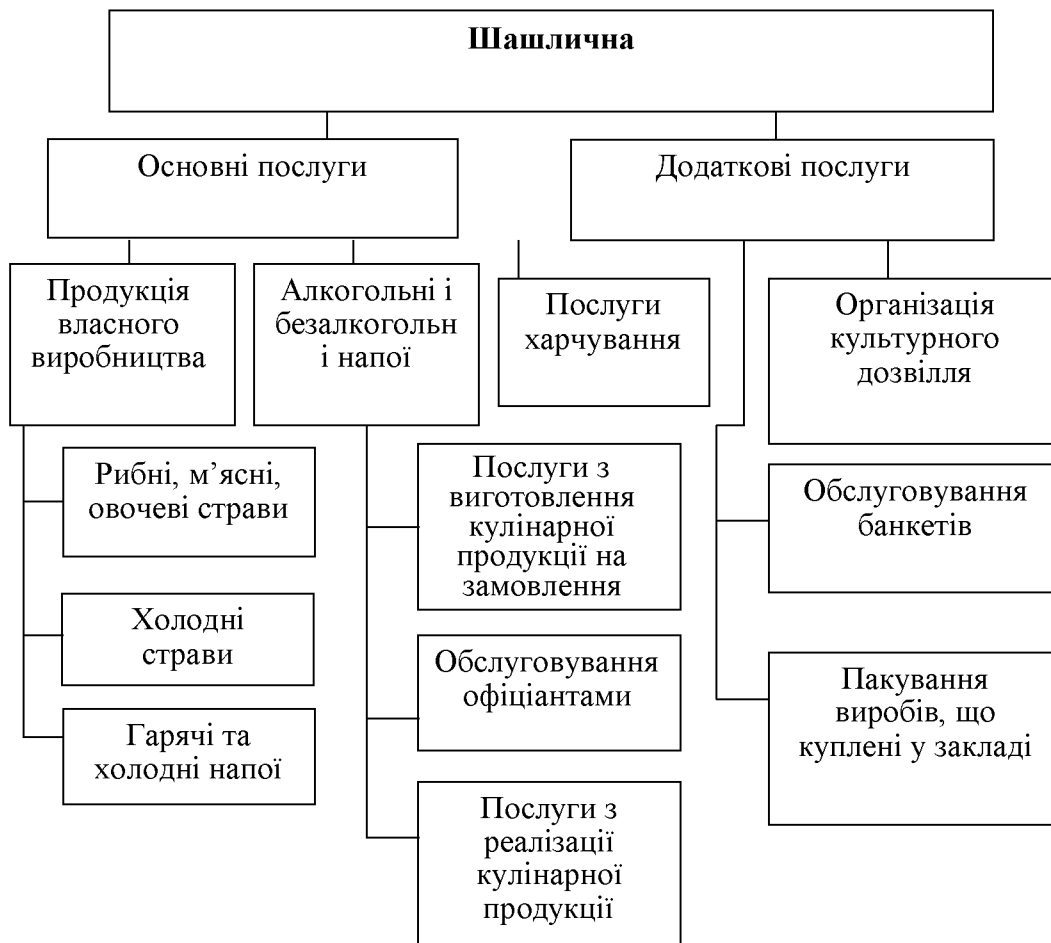 Шашлична
Основні послуги
Додаткові послуги
Продукція
власного
виробництва
Алкогольні і
безалкогольн
і напої
Послуги
харчування
Організація
культурного
дозвілля
Рибні, м’ясні,
овочеві страви
Холодні
страви
Гарячі та
холодні напої
Послуги з
виготовлення
кулінарної
продукції на
замовлення
Обслуговування
офіціантами
Послуги з
реалізації
кулінарної
продукції
Обслуговування
банкетів
Пакування
виробів, що
куплені у закладі